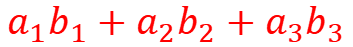 a₁b₁ + a₂b₂ + a₃b₃